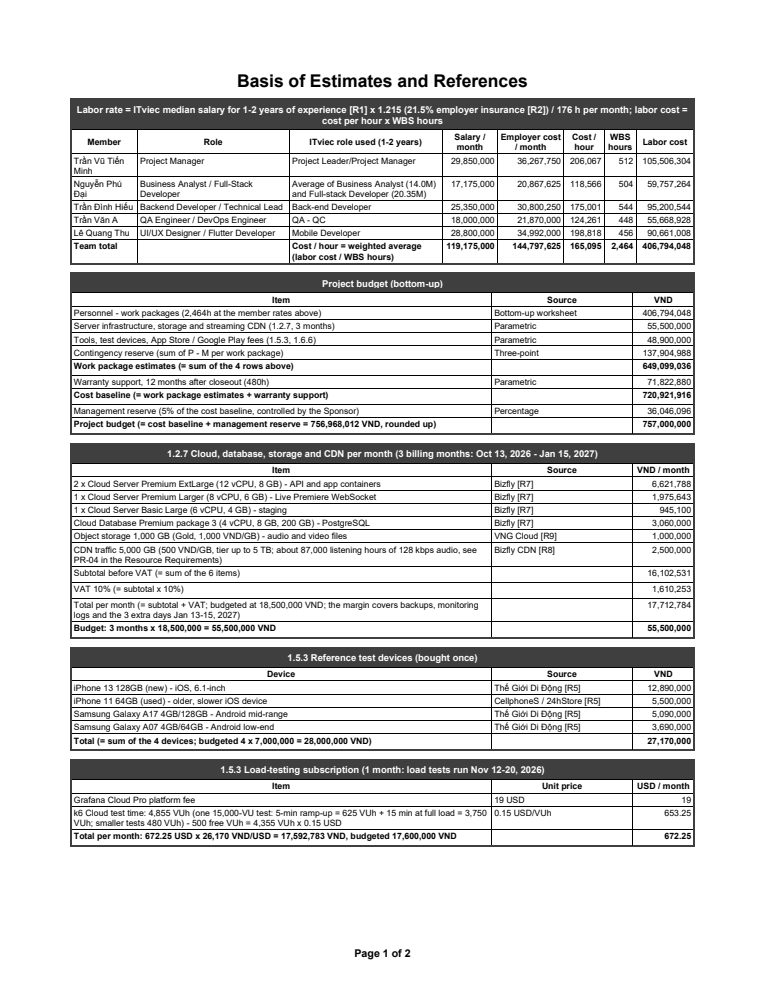 Basis of Estimates and References
Labor rate = ITviec median salary for 1-2 years of experience [R1] x 1.215 (21.5% employer insurance [R2]) / 176 h per month; labor cost =
cost per hour x WBS hours
Member Role ITviec role used (1-2 years) Salary / month Employer cost / month Cost / hour WBS hours Labor cost
Trần Vũ Tiến Minh Project Manager Project Leader/Project Manager 29,850,000 36,267,750 206,067 512 105,506,304
Nguyễn Phú Đại Business Analyst / Full-Stack Developer Average of Business Analyst (14.0M) and Full-stack Developer (20.35M) 17,175,000 20,867,625 118,566 504 59,757,264
Trần Đình Hiếu Backend Developer / Technical Lead Back-end Developer 25,350,000 30,800,250 175,001 544 95,200,544
Trần Văn A QA Engineer / DevOps Engineer QA - QC 18,000,000 21,870,000 124,261 448 55,668,928
Lê Quang Thu UI/UX Designer / Flutter Developer Mobile Developer 28,800,000 34,992,000 198,818 456 90,661,008
Team total Cost / hour = weighted average (labor cost / WBS hours) 119,175,000 144,797,625 165,095 2,464 406,794,048
Project budget (bottom-up)
Item Source VND
Personnel - work packages (2,464h at the member rates above) Bottom-up worksheet 406,794,048
Server infrastructure, storage and streaming CDN (1.2.7, 3 months) Parametric 55,500,000
Tools, test devices, App Store / Google Play fees (1.5.3, 1.6.6) Parametric 48,900,000
Contingency reserve (sum of P - M per work package) Three-point 137,904,988
Work package estimates (= sum of the 4 rows above) 649,099,036
Warranty support, 12 months after closeout (480h) Parametric 71,822,880
Cost baseline (= work package estimates + warranty support) 720,921,916
Management reserve (5% of the cost baseline, controlled by the Sponsor) Percentage 36,046,096
Project budget (= cost baseline + management reserve = 756,968,012 VND, rounded up) 757,000,000
1.2.7 Cloud, database, storage and CDN per month (3 billing months: Oct 13, 2026 - Jan 15, 2027)
Item Source VND / month
2 x Cloud Server Premium ExtLarge (12 vCPU, 8 GB) - API and app containers Bizfly [R7] 6,621,788
1 x Cloud Server Premium Larger (8 vCPU, 6 GB) - Live Premiere WebSocket Bizfly [R7] 1,975,643
1 x Cloud Server Basic Large (6 vCPU, 4 GB) - staging Bizfly [R7] 945,100
Cloud Database Premium package 3 (4 vCPU, 8 GB, 200 GB) - PostgreSQL Bizfly [R7] 3,060,000
Object storage 1,000 GB (Gold, 1,000 VND/GB) - audio and video files VNG Cloud [R9] 1,000,000
CDN traffic 5,000 GB (500 VND/GB, tier up to 5 TB; about 87,000 listening hours of 128 kbps audio, see PR-04 in the Resource Requirements) Bizfly CDN [R8] 2,500,000
Subtotal before VAT (= sum of the 6 items) 16,102,531
VAT 10% (= subtotal x 10%) 1,610,253
Total per month (= subtotal + VAT; budgeted at 18,500,000 VND; the margin covers backups, monitoring logs and the 3 extra days Jan 13-15, 2027) 17,712,784
Budget: 3 months x 18,500,000 = 55,500,000 VND 55,500,000
1.5.3 Reference test devices (bought once)
Device Source VND
iPhone 13 128GB (new) - iOS, 6.1-inch Thế Giới Di Động [R5] 12,890,000
iPhone 11 64GB (used) - older, slower iOS device CellphoneS / 24hStore [R5] 5,500,000
Samsung Galaxy A17 4GB/128GB - Android mid-range Thế Giới Di Động [R5] 5,090,000
Samsung Galaxy A07 4GB/64GB - Android low-end Thế Giới Di Động [R5] 3,690,000
Total (= sum of the 4 devices; budgeted 4 x 7,000,000 = 28,000,000 VND) 27,170,000
1.5.3 Load-testing subscription (1 month: load tests run Nov 12-20, 2026)
Item Unit price USD / month
Grafana Cloud Pro platform fee 19 USD 19
k6 Cloud test time: 4,855 VUh (one 15,000-VU test: 5-min ramp-up = 625 VUh + 15 min at full load = 3,750 VUh; smaller tests 480 VUh) - 500 free VUh = 4,355 VUh x 0.15 USD 0.15 USD/VUh 653.25
Total per month: 672.25 USD x 26,170 VND/USD = 17,592,783 VND, budgeted 17,600,000 VND 672.25
Page 1 of 2